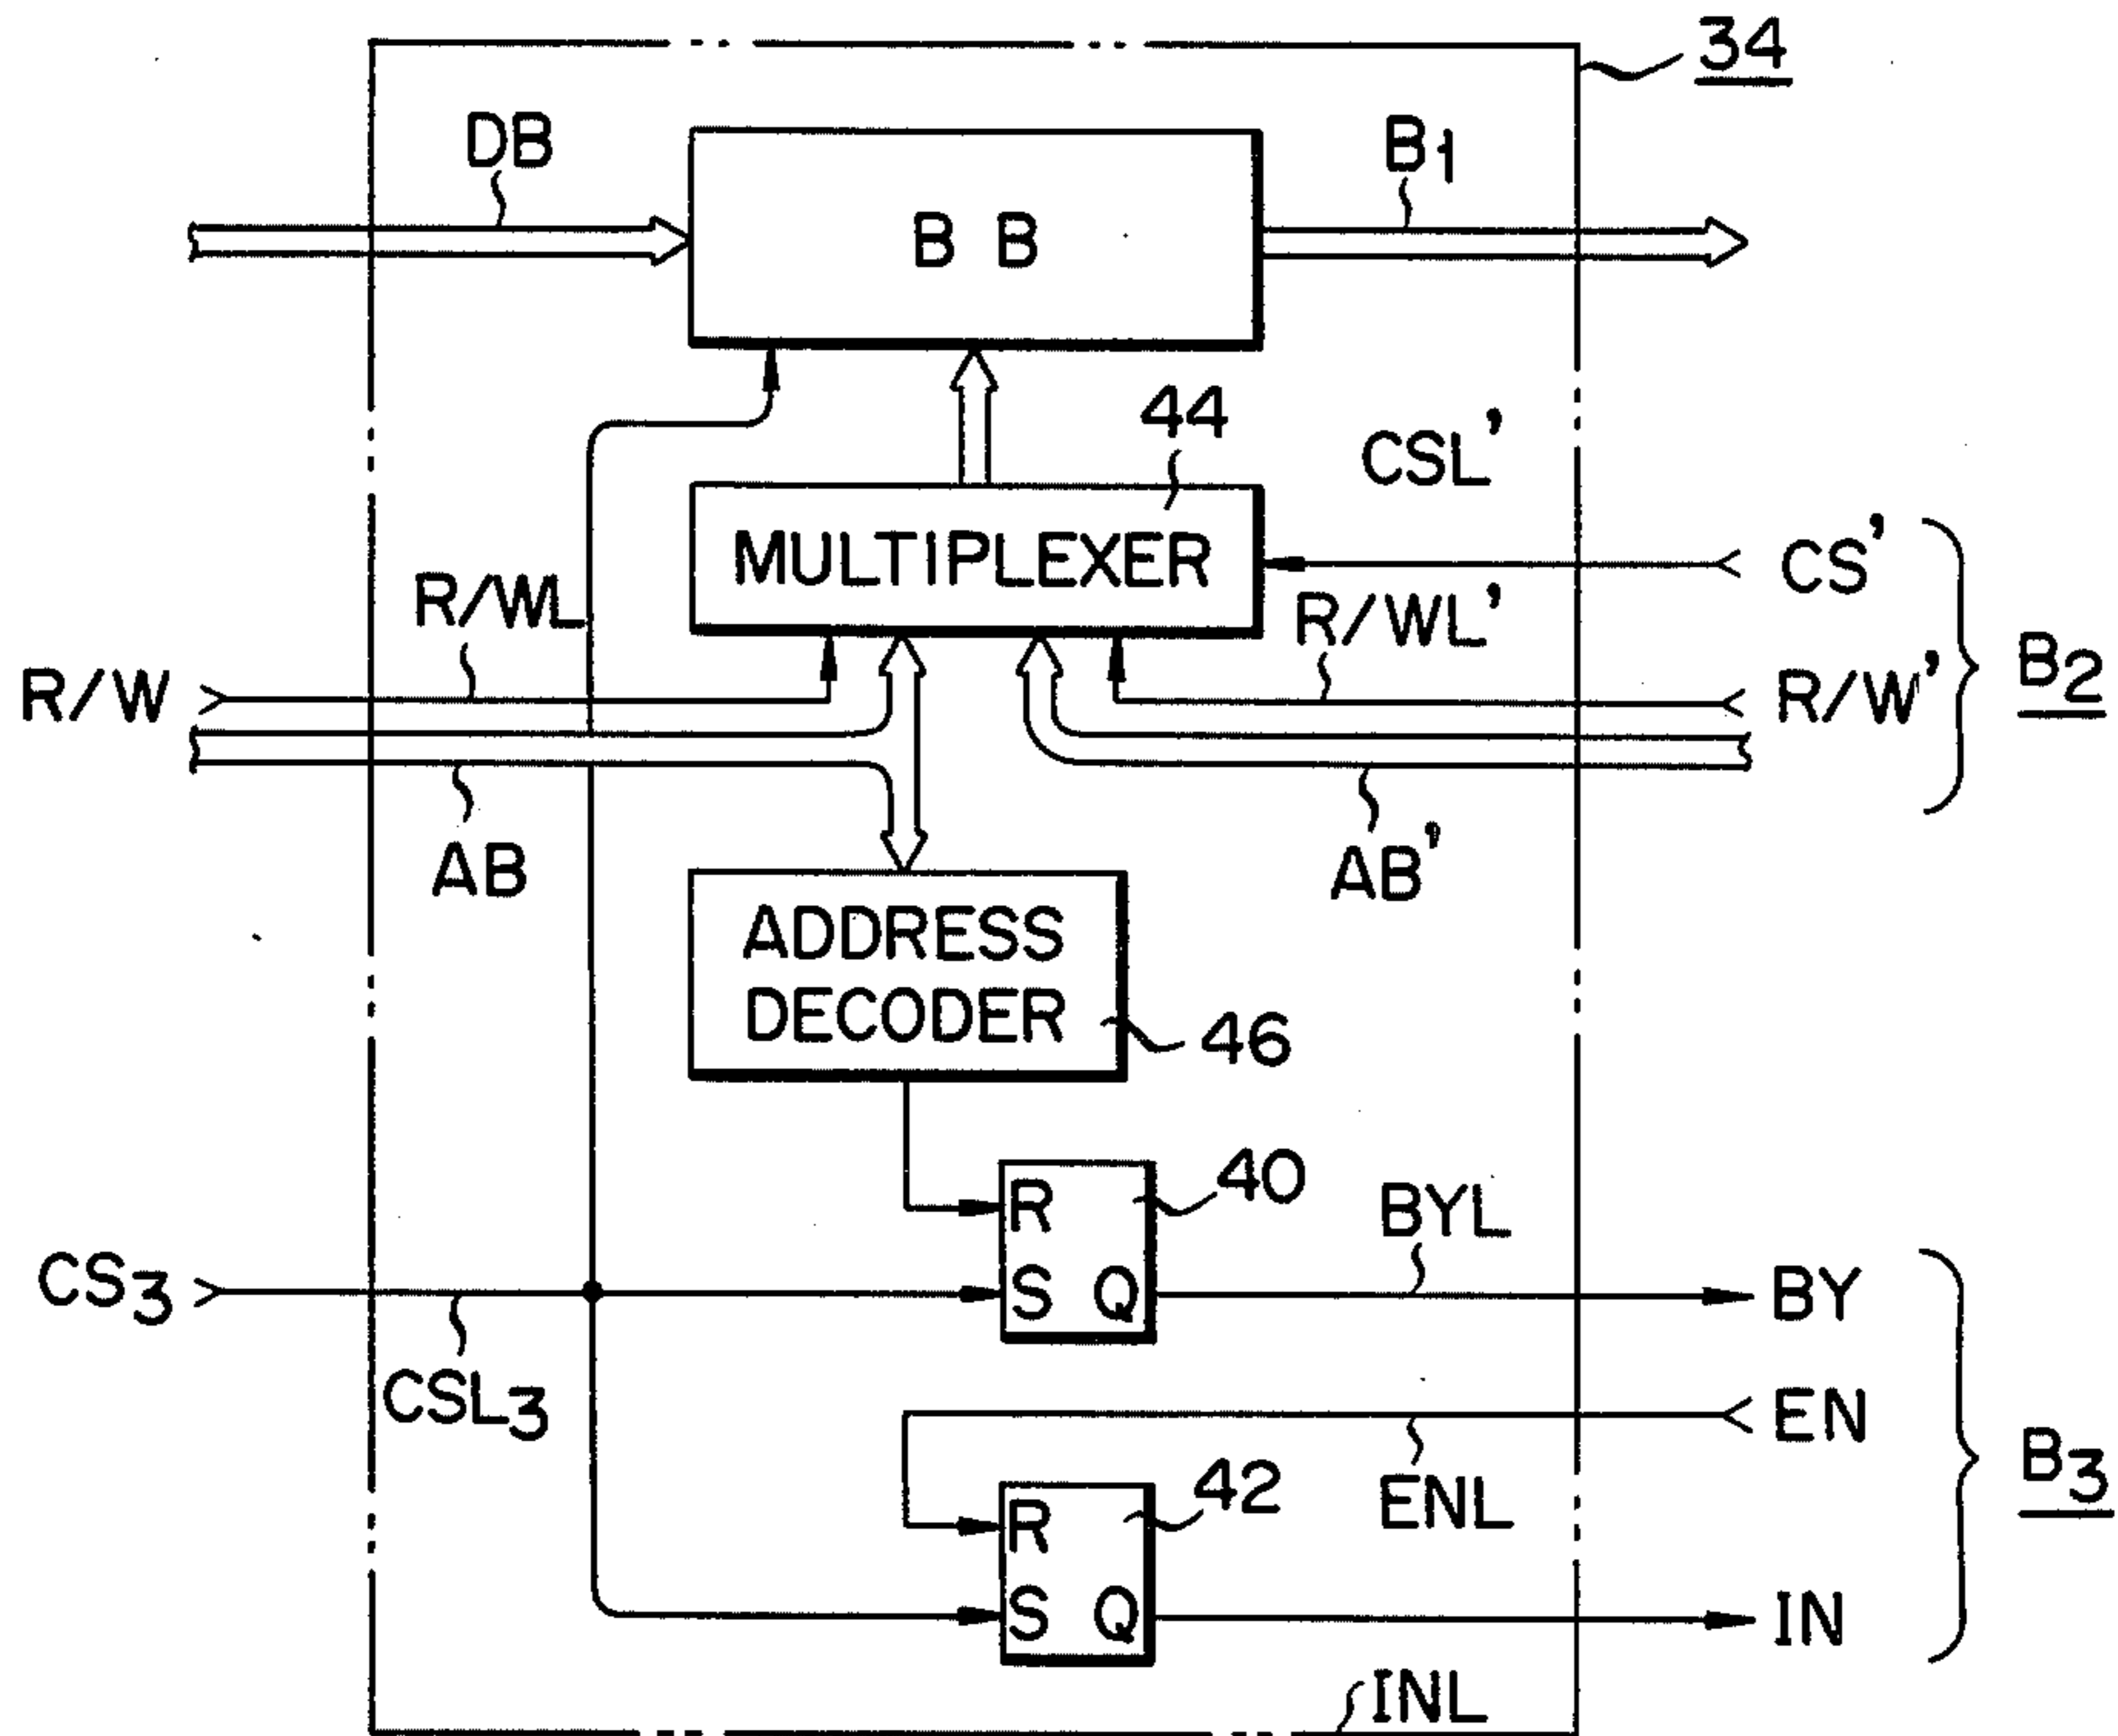 34
DB
B1
B B
44
CSL'
MULTIPLEXER
CS'
R/WL
R/WL'
B2
R/W
R/W'
AB
AB'
ADDRESS
DECODER
46
40
R
BYL
CS3
S Q
BY
CSL3
EN
B3
42
R
ENL
S Q
IN
INL